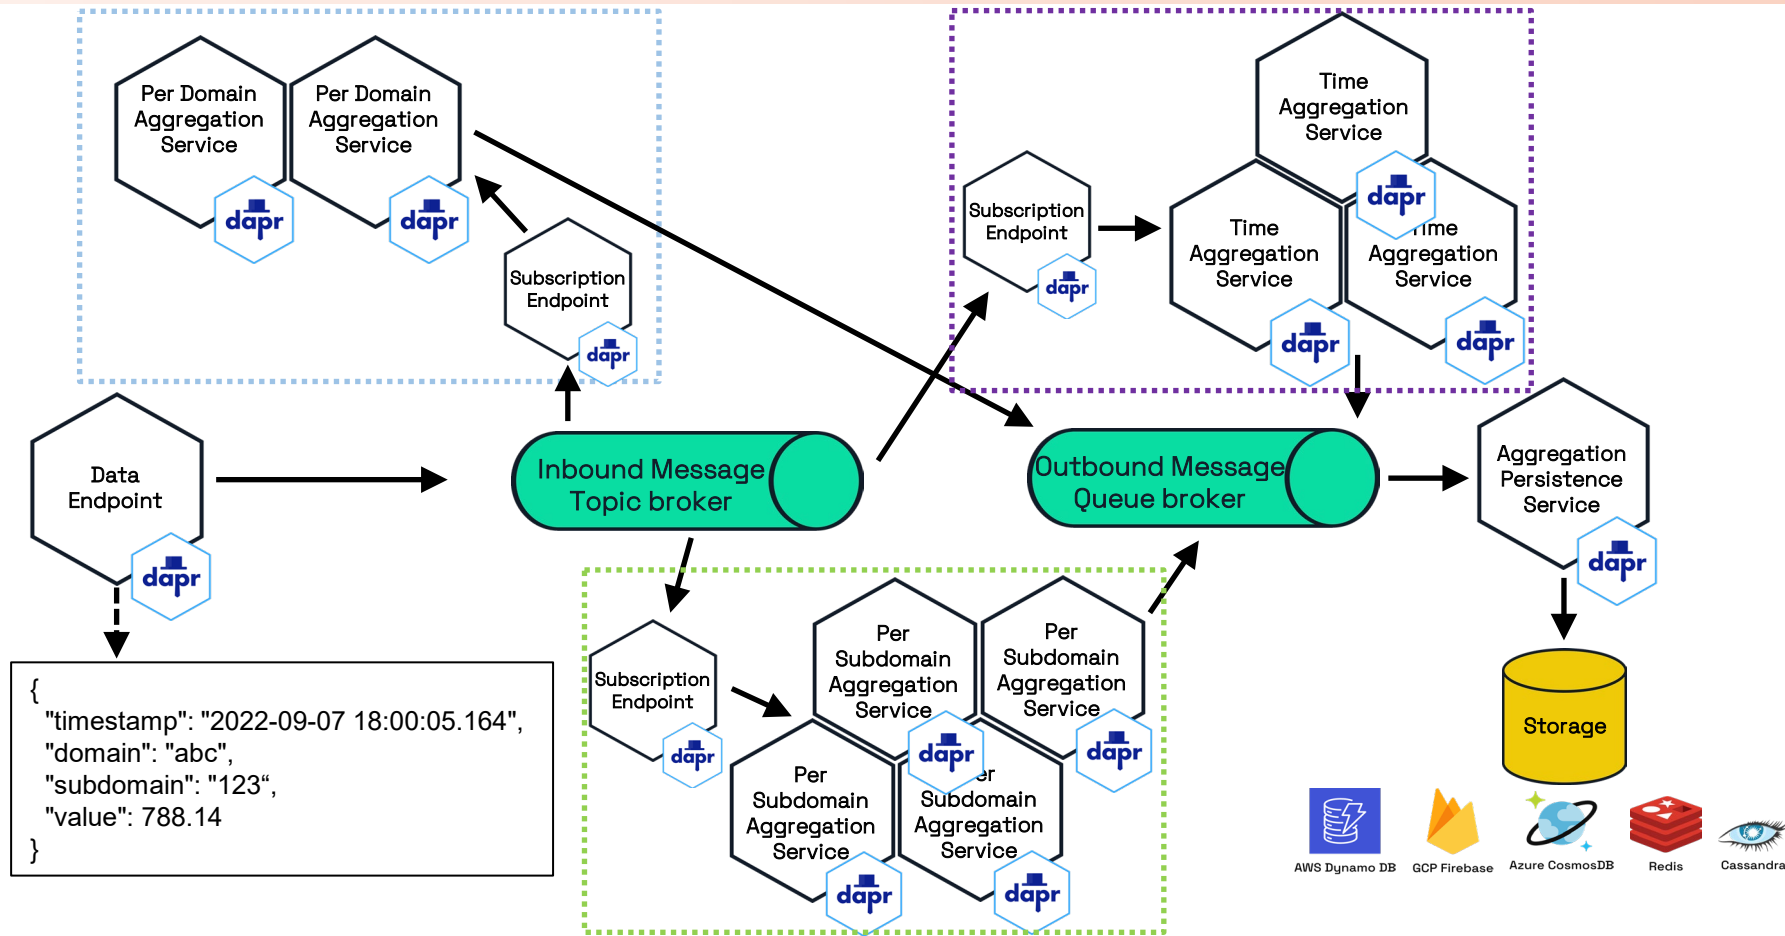 Per Domain
Aggregation
Service
dapr
Per Domain
Aggregation
Service
dapr
Subscription
Endpoint
dapr
Time
Aggregation
Service
dapr
Subscription
Endpoint
dapr
Time
Aggregation
Service
dapr
Time
Aggregation
Service
dapr
Data
Endpoint
dapr
Inbound Message
Topic broker
Outbound Message
Queue broker
Aggregation
Persistence
Service
dapr
{
"timestamp": "2022-09-07 18:00:05.164",
"domain": "abc",
"subdomain": "123“,
"value": 788.14
}
Subscription
Endpoint
dapr
Per
Subdomain
Aggregation
Service
dapr
Per
Subdomain
Aggregation
Service
dapr
Per
Subdomain
Aggregation
Service
dapr
Per
Subdomain
Aggregation
Service
dapr
Storage
AWS Dynamo DB
GCP Firebase
Azure CosmosDB
Redis
Cassandra